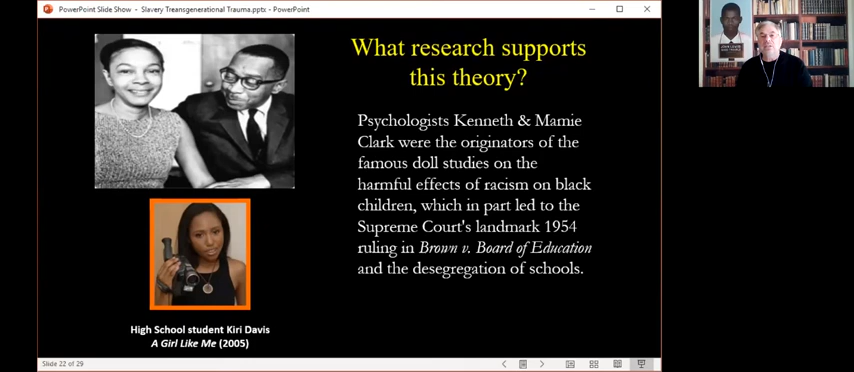 PowerPoint Slide Show - Slavery Treansgenerational Trauma.pptx - PowerPoint
What research supports
this theory?
Psychologists Kenneth & Mamie
Clark were the originators of the
famous doll studies on the
harmful effects of racism on black
children, which in part led to the
Supreme Court's landmark 1954
ruling in Brown v. Board of Education
and the desegregation of schools.
High School student Kiri Davis
A Girl Like Me (2005)
Slide 22 of 29